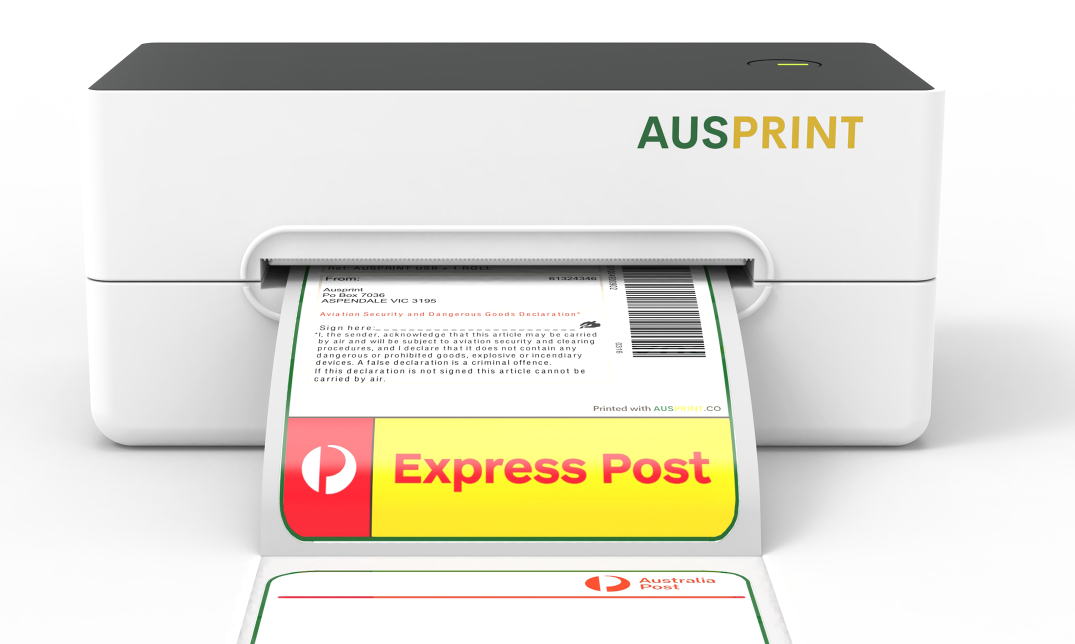 AUSPRINT
Ref: AUSPRINT USB + 1 ROLL
From: 61324346
Ausprint
Po Box 7036
ASPENDALE VIC 3195
Aviation Security and Dangerous Goods Declaration*
Sign here:
*I, the sender, acknowledge that this article may be carried
by air and will be subject to aviation security and clearing
procedures, and I declare that it does not contain any
dangerous or prohibited goods, explosive or incendiary
devices. A false declaration is a criminal offence.
If this declaration is not signed this article cannot be
carried by air.
Printed with AUSPRINT.CO
Express Post
Australia
Post